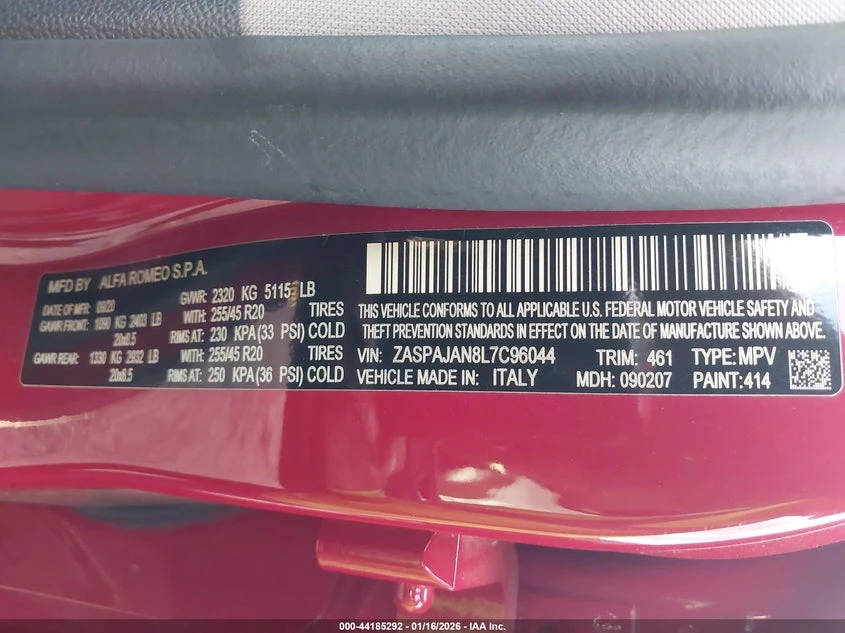 MFD BY ALFA ROMEO S.P.A.
DATE OF MFR: 09/20 GVWR: 2320 KG 5115 LB
GAWR FRONT: 1090 KG 2403 LB WITH: 255/45 R20 TIRES
20x8.5 RIMS AT: 230 KPA(33 PSI) COLD
GAWR REAR: 1330 KG 2932 LB WITH: 255/45 R20 TIRES
20x8.5 RIMS AT: 250 KPA(36 PSI) COLD
THIS VEHICLE CONFORMS TO ALL APPLICABLE U.S. FEDERAL MOTOR VEHICLE SAFETY AND
THEFT PREVENTION STANDARDS IN EFFECT ON THE DATE OF MANUFACTURE SHOWN ABOVE.
VIN: ZASPAJAN8L7C96044 TRIM: 461 TYPE: MPV
VEHICLE MADE IN: ITALY MDH: 090207 PAINT: 414
000-44185292 - 01/16/2026 - IAA Inc.